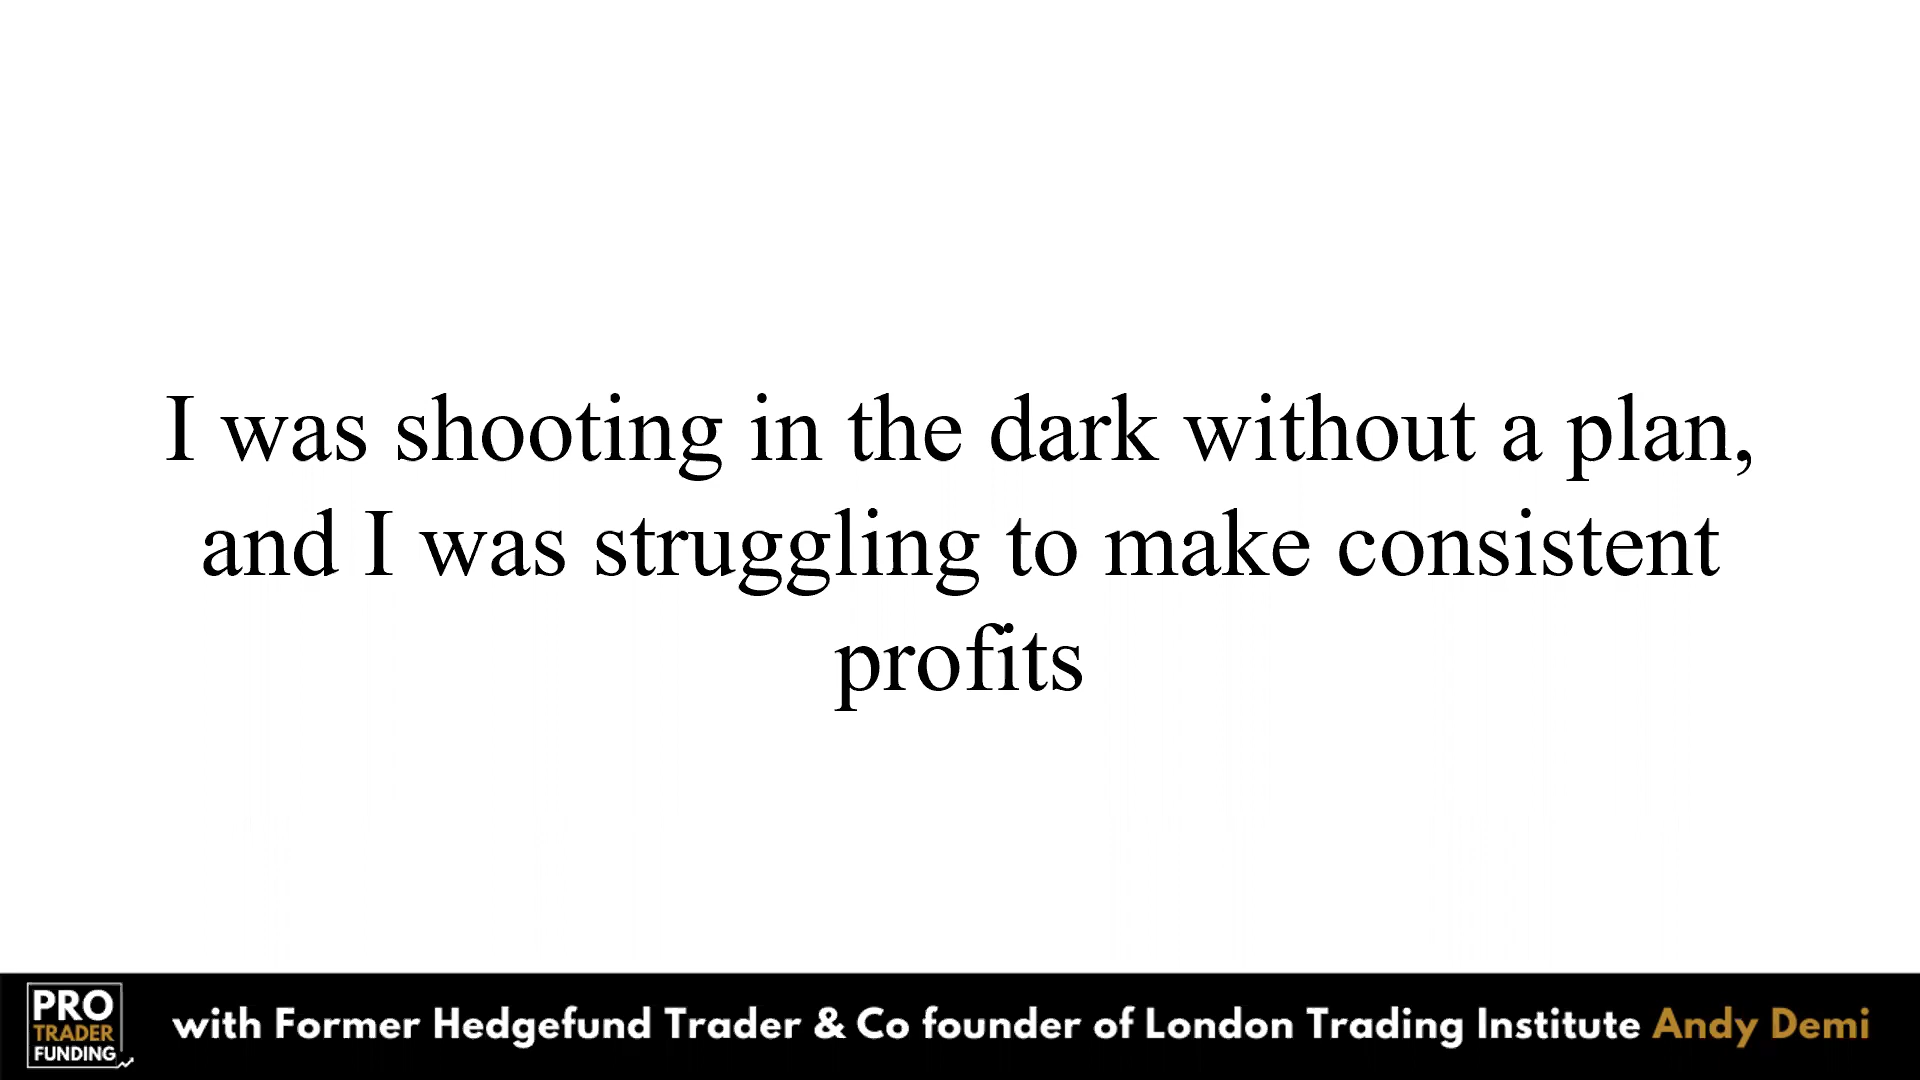 I was shooting in the dark without a plan,
and I was struggling to make consistent
profits
PRO
TRADER
FUNDING
with Former Hedgefund Trader & Co founder of London Trading Institute Andy Demi